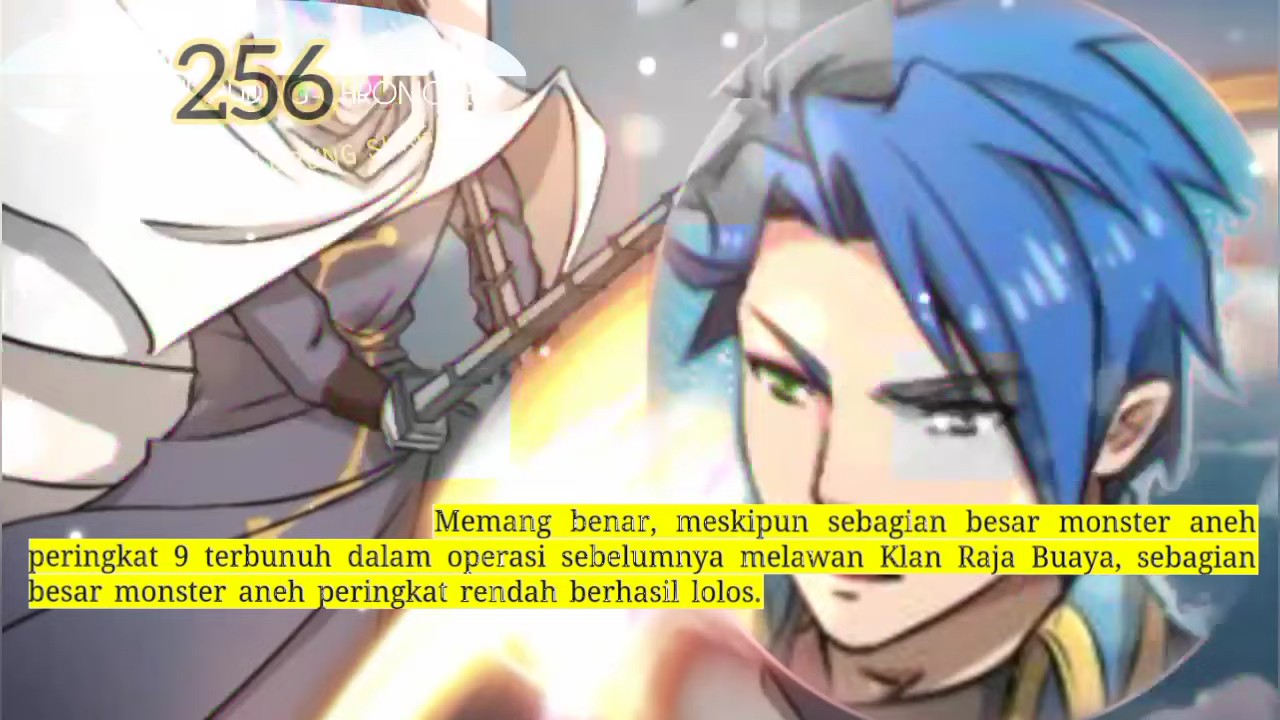 256
Memang benar, meskipun sebagian besar monster aneh
peringkat 9 terbunuh dalam operasi sebelumnya melawan Klan Raja Buaya, sebagian
besar monster aneh peringkat rendah berhasil lolos.